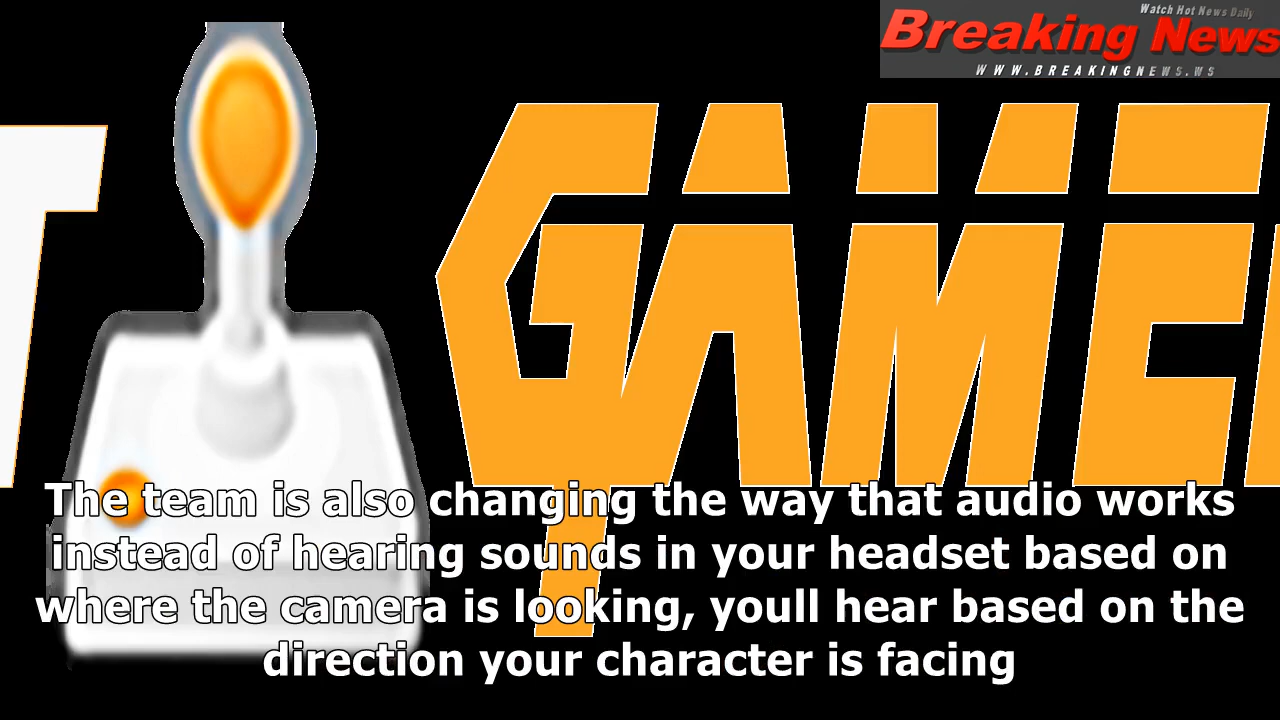 Watch Hot News Daily
Breaking News
WWW.BREAKINGNEWS.WS
T GAME
The team is also changing the way that audio works
instead of hearing sounds in your headset based on
where the camera is looking, youll hear based on the
direction your character is facing